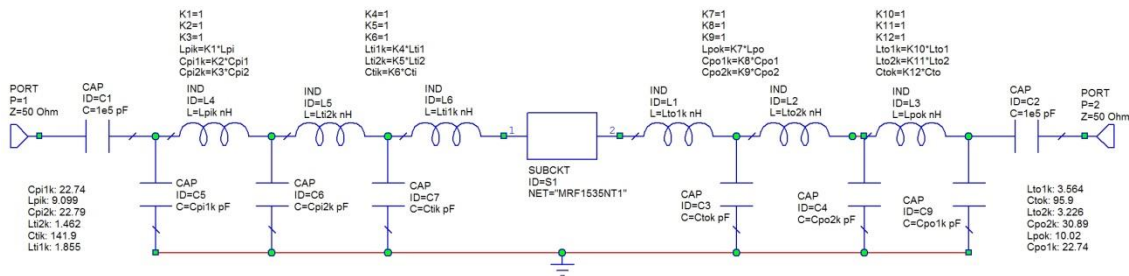 K1=1
K2=1
K3=1
Lpik=K1*Lpi
Cpi1k=K2*Cpi1
Cpi2k=K3*Cpi2
K4=1
K5=1
K6=1
Lti1k=K4*Lti1
Lti2k=K5*Lti2
Ctik=K6*Cti
K7=1
K8=1
K9=1
Lpok=K7*Lpo
Cpo1k=K8*Cpo1
Cpo2k=K9*Cpo2
K10=1
K11=1
K12=1
Lto1k=K10*Lto1
Lto2k=K11*Lto2
Ctok=K12*Cto
PORT
P=1
Z=50 Ohm
CAP
ID=C1
C=1e5 pF
IND
ID=L4
L=Lpik nH
IND
ID=L5
L=Lti2k nH
IND
ID=L6
L=Lti1k nH
1
2
SUBCKT
ID=S1
NET="MRF1535NT1"
IND
ID=L1
L=Lto1k nH
IND
ID=L2
L=Lto2k nH
IND
ID=L3
L=Lpok nH
CAP
ID=C2
C=1e5 pF
PORT
P=2
Z=50 Ohm
Cpi1k: 22.74
Lpik: 9.099
Cpi2k: 22.79
Lti2k: 1.462
Ctik: 141.9
Lti1k: 1.855
CAP
ID=C5
C=Cpi1k pF
CAP
ID=C6
C=Cpi2k pF
CAP
ID=C7
C=Ctik pF
CAP
ID=C3
C=Ctok pF
CAP
ID=C4
C=Cpo2k pF
CAP
ID=C9
C=Cpo1k pF
Lto1k: 3.564
Ctok: 95.9
Lto2k: 3.226
Cpo2k: 30.89
Lpok: 10.02
Cpo1k: 22.74